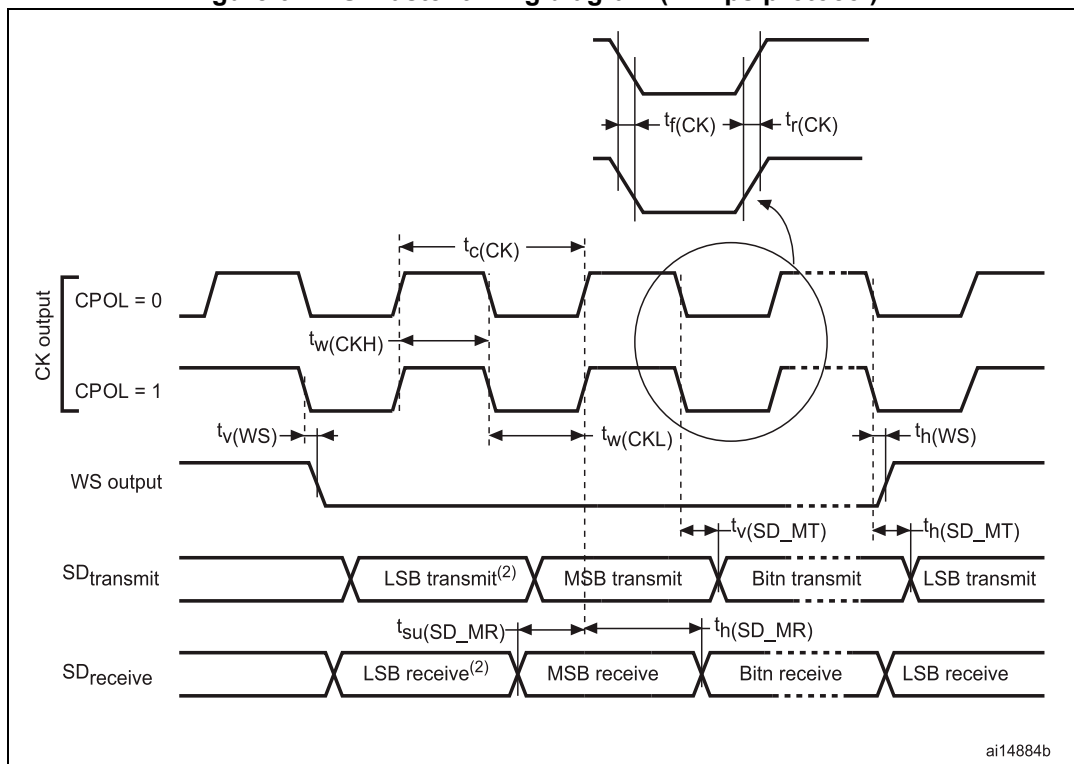 tf(CK)
tr(CK)
tc(CK)
CK output
CPOL = 0
tw(CKH)
CPOL = 1
tv(WS)
tw(CKL)
th(WS)
WS output
tv(SD_MT)
th(SD_MT)
SDtransmit
LSB transmit(2)
MSB transmit
Bitn transmit
LSB transmit
tsu(SD_MR)
th(SD_MR)
SDreceive
LSB receive(2)
MSB receive
Bitn receive
LSB receive
ai14884b